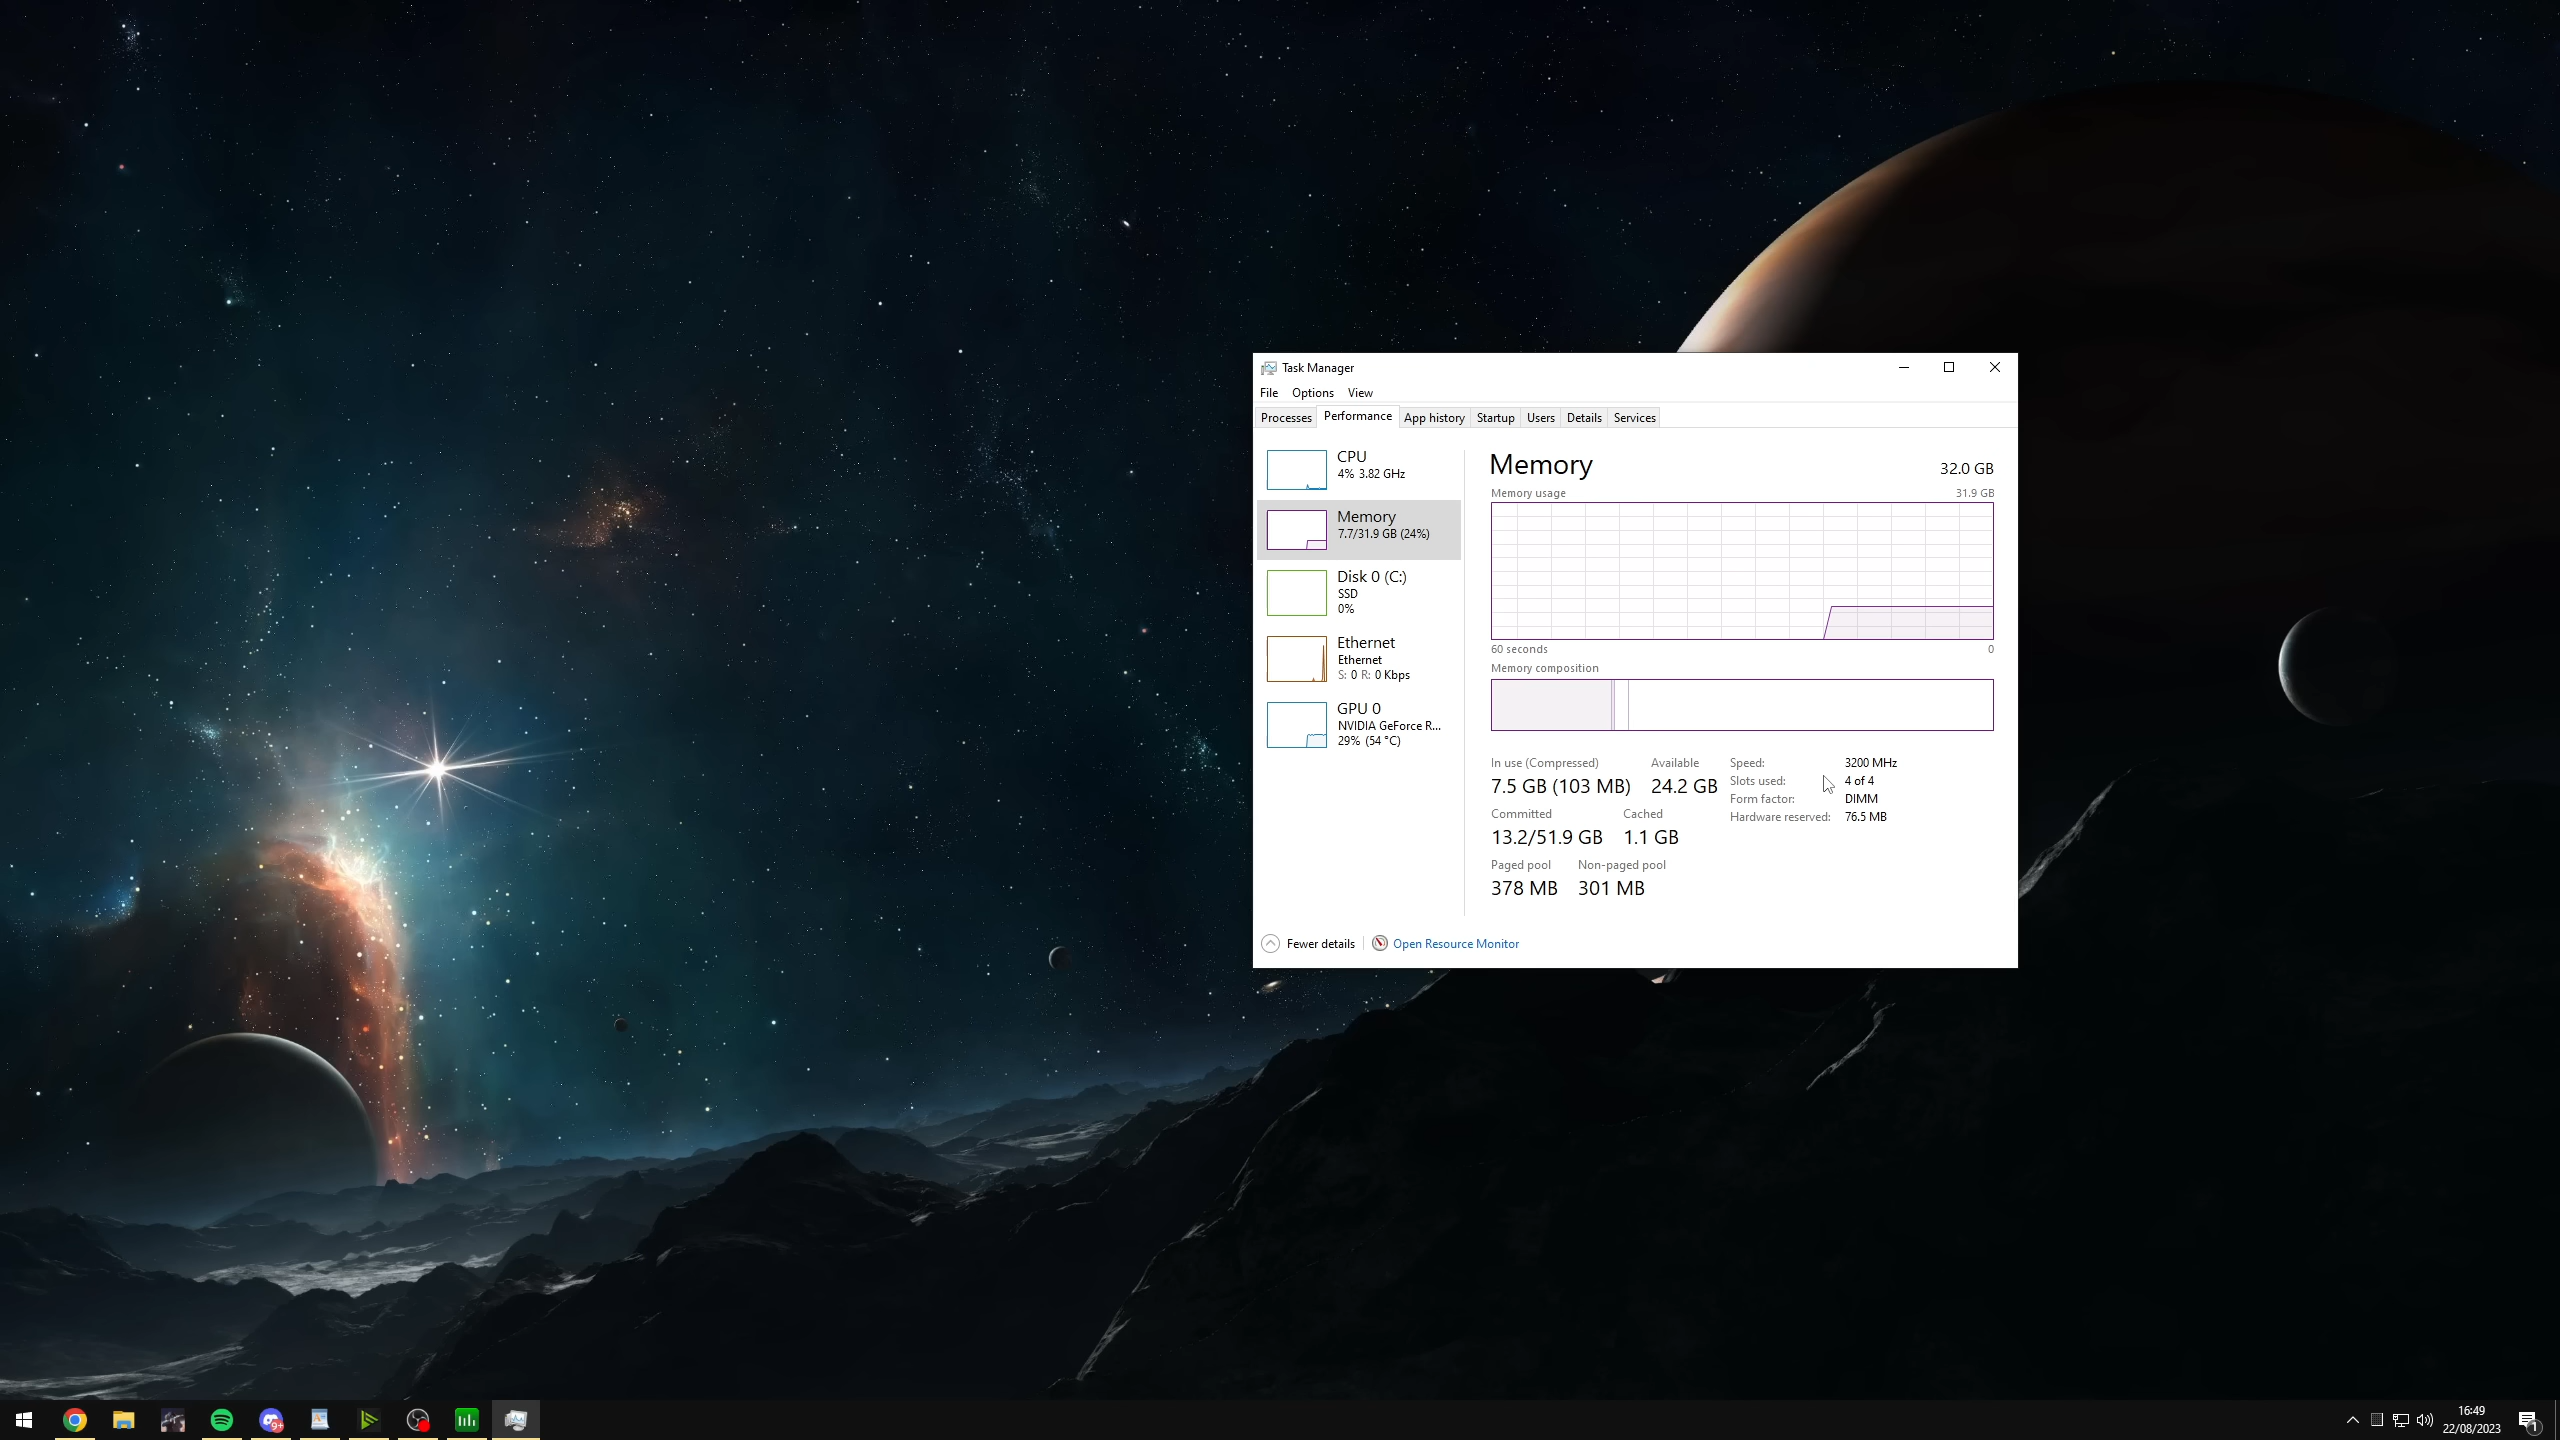 Task Manager
File Options View
Processes Performance App history Startup Users Details Services
CPU
4% 3.82 GHz
Memory
7.7/31.9 GB (24%)
Disk 0 (C:)
SSD
0%
Ethernet
Ethernet
S: 0 R: 0 Kbps
GPU 0
NVIDIA GeForce R...
29% (54 °C)
Memory 32.0 GB
Memory usage 31.9 GB
60 seconds 0
Memory composition
In use (Compressed) Available
7.5 GB (103 MB) 24.2 GB
Committed Cached
13.2/51.9 GB 1.1 GB
Paged pool Non-paged pool
378 MB 301 MB
Speed: 3200 MHz
Slots used: 4 of 4
Form factor: DIMM
Hardware reserved: 76.5 MB
Fewer details Open Resource Monitor
9+
16:49
22/08/2023
1